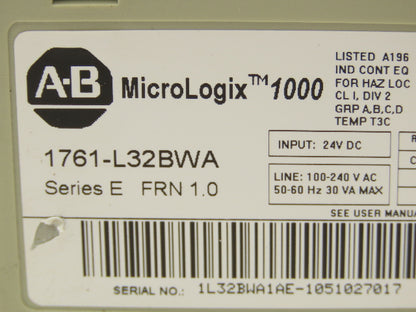 A-B MicroLogix™1000
LISTED A196
IND CONT EQ
FOR HAZ LOC
CL I, DIV 2
GRP A,B,C,D
TEMP T3C
1761-L32BWA
Series E FRN 1.0
INPUT: 24V DC
LINE: 100-240 V AC
50-60 Hz 30 VA MAX
SEE USER MANU
SERIAL NO.: 1L32BWA1AE-1051027017